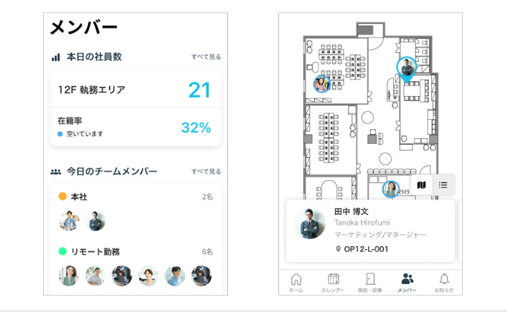 メンバー
本日の社員数
すべて見る
12F 執務エリア
21
在籍率
空いています
32%
今日のチームメンバー
すべて見る
本社
2名
リモート勤務
6名
田中 博文
Tanaka Hirofumi
マーケティング/マネージャー
OP12-L-001
ホーム
カレンダー
施設・設備
メンバー
お知らせ